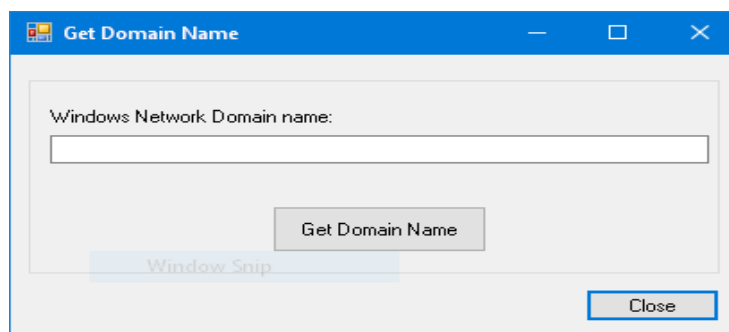 Get Domain Name
Windows Network Domain name:
Get Domain Name
Window Snip
Close